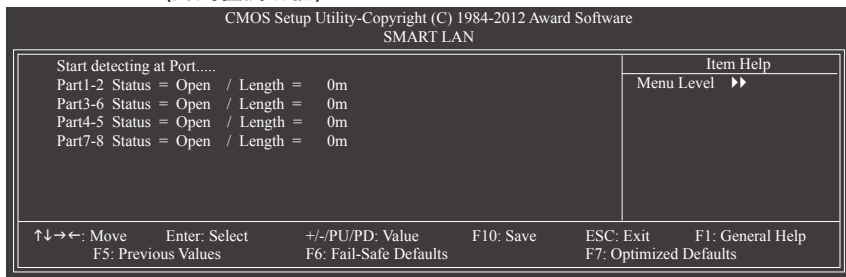 CMOS Setup Utility-Copyright (C) 1984-2012 Award Software
SMART LAN
Start detecting at Port.....
Part1-2 Status = Open / Length = 0m
Part3-6 Status = Open / Length = 0m
Part4-5 Status = Open / Length = 0m
Part7-8 Status = Open / Length = 0m
Item Help
Menu Level ▶▶
↑↓→←: Move Enter: Select +/-/PU/PD: Value F10: Save ESC: Exit F1: General Help
F5: Previous Values F6: Fail-Safe Defaults F7: Optimized Defaults